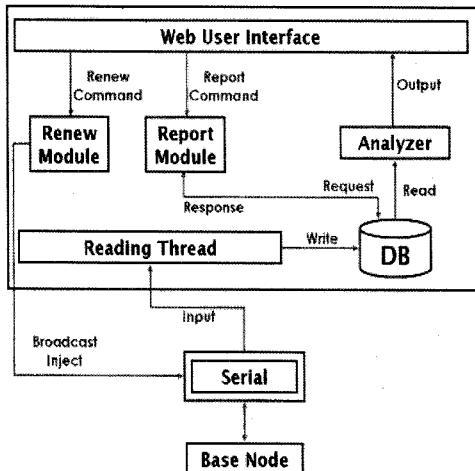 Web User Interface
Renew
Command
Report
Command
Output
Renew
Module
Report
Module
Analyzer
Request
Read
Response
Reading Thread
Write
DB
Input
Broadcast
Inject
Serial
Base Node